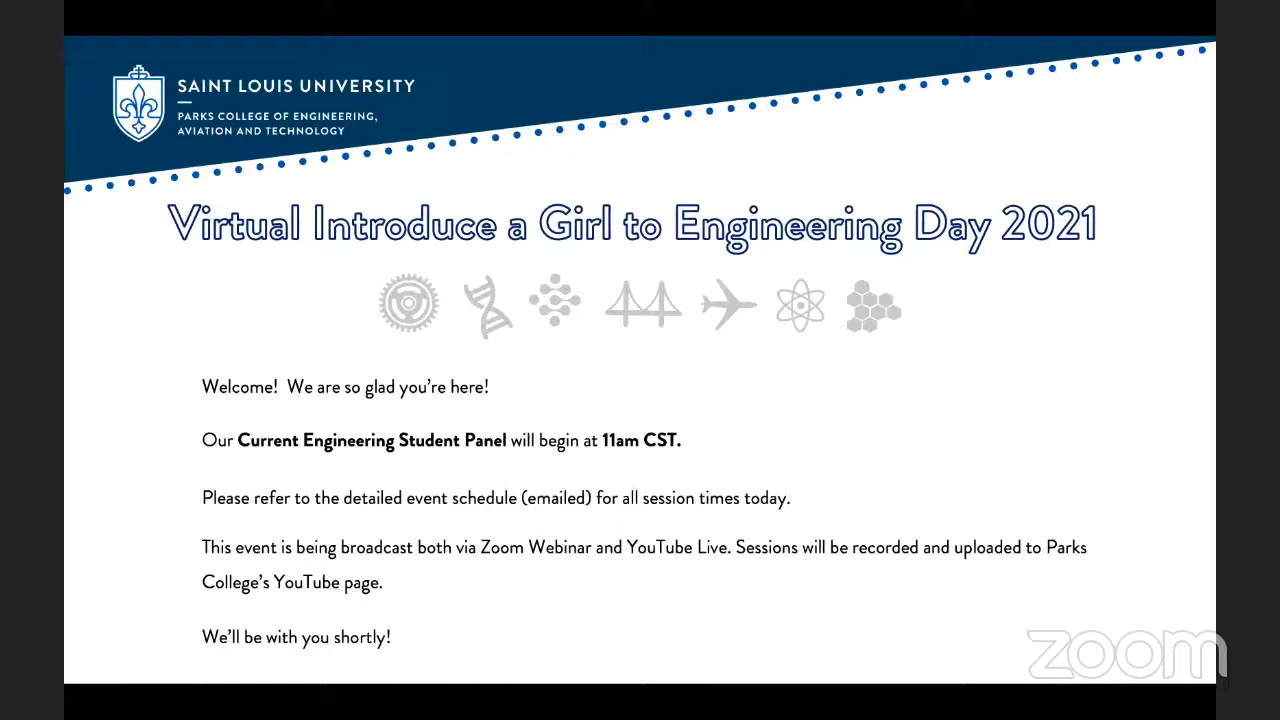 SAINT LOUIS UNIVERSITY
PARKS COLLEGE OF ENGINEERING,
AVIATION AND TECHNOLOGY
Virtual Introduce a Girl to Engineering Day 2021
Welcome!  We are so glad you're here!
Our Current Engineering Student Panel will begin at 11am CST.
Please refer to the detailed event schedule (emailed) for all session times today.
This event is being broadcast both via Zoom Webinar and YouTube Live. Sessions will be recorded and uploaded to Parks
College's YouTube page.
We'll be with you shortly!
zoom